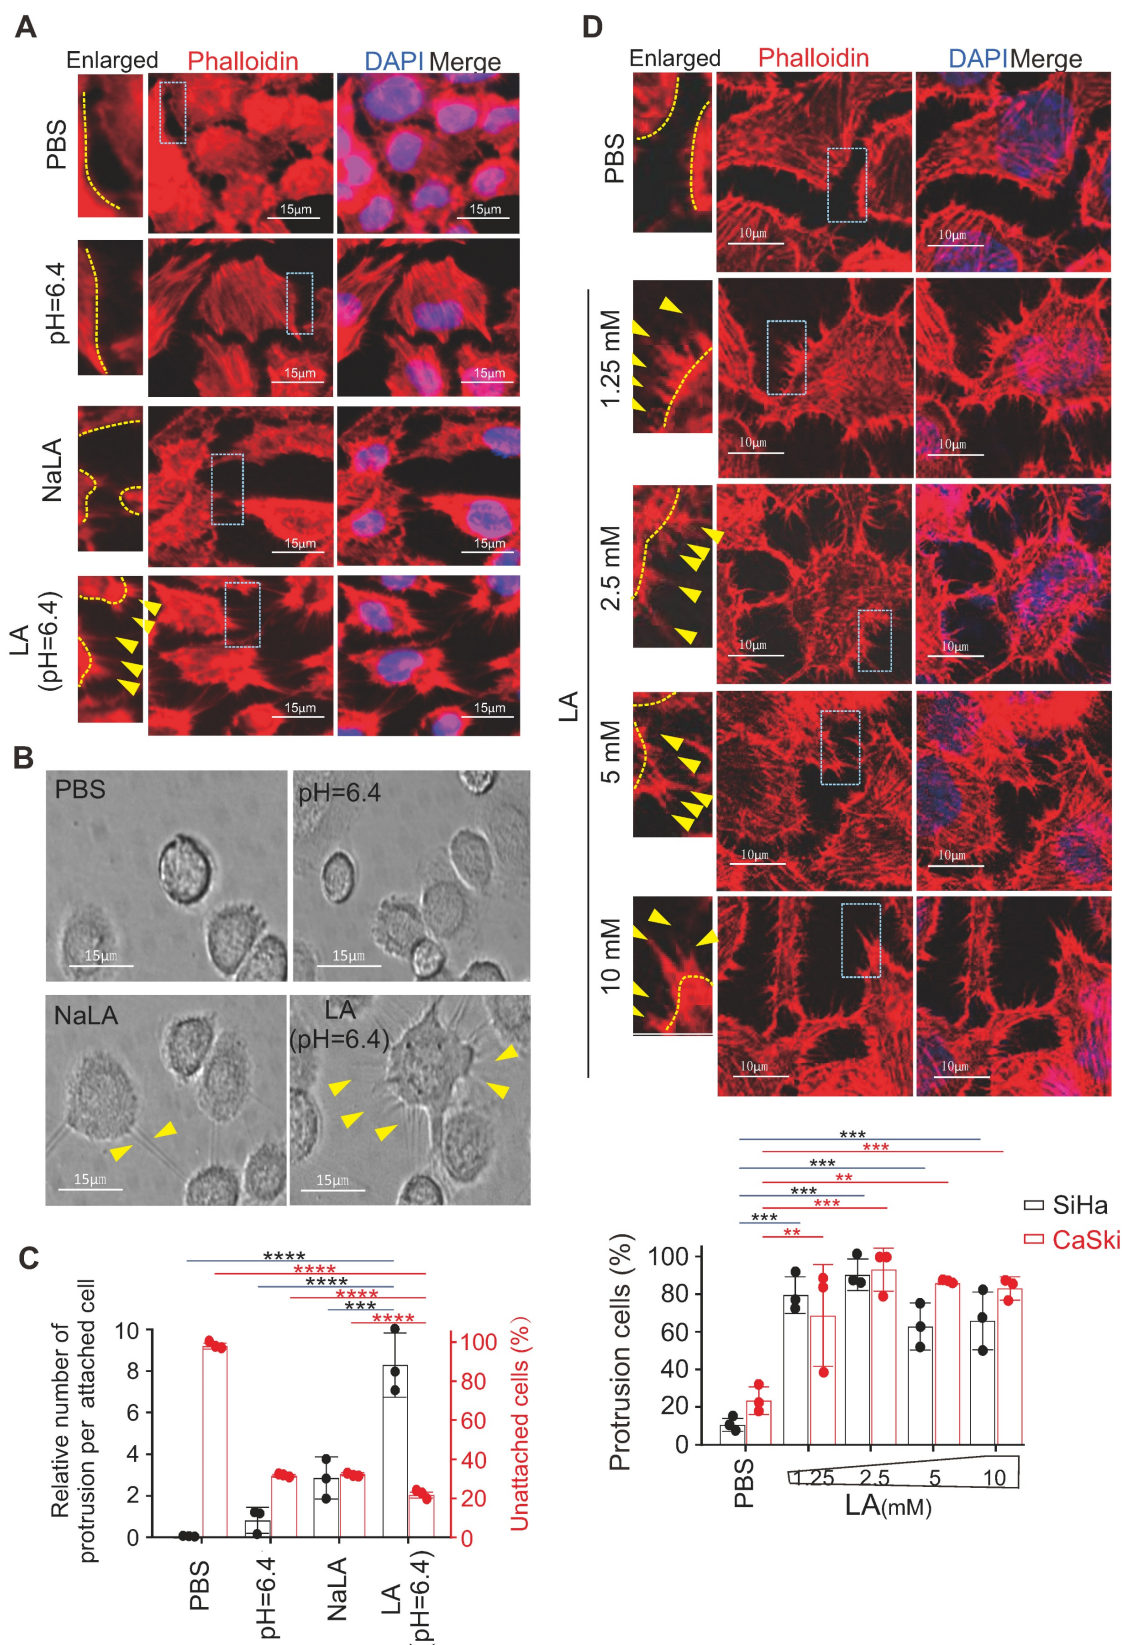 A
Enlarged Phalloidin DAPI Merge
PBS
15μm 15μm
pH=6.4
15μm 15μm
NaLA
15μm 15μm
LA
(pH=6.4)
15μm 15μm
B
PBS
15μm
pH=6.4
15μm
NaLA
15μm
LA
(pH=6.4)
15μm
C
**** 
****
****
****
***
****
Relative number of
protrusion per attached cell
10
8
6
4
2
0
100
80
60
40
20
0
Unattached cells (%)
PBS
pH=6.4
NaLA
LA
(pH=6.4)
D
Enlarged Phalloidin DAPI Merge
PBS
10μm 10μm
LA
1.25 mM
10μm 10μm
2.5 mM
10μm 10μm
5 mM
10μm 10μm
10 mM
10μm 10μm
***
***
***
**
***
***
***
**
SiHa
CaSki
Protrusion cells (%)
100
80
60
40
20
0
PBS
1.25 2.5 5 10
LA(mM)